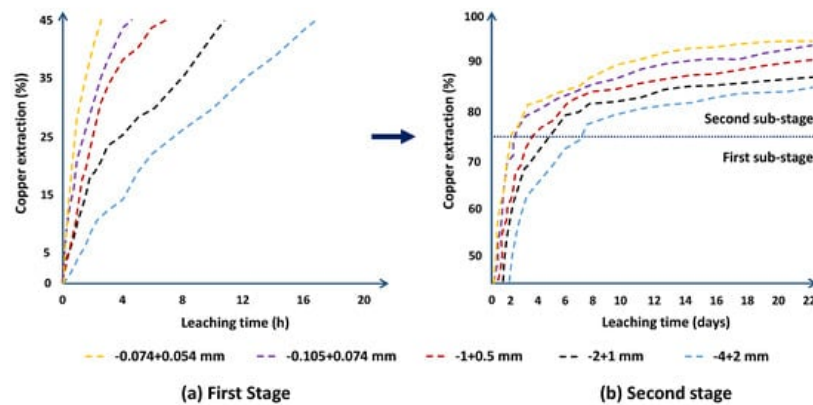 45
35
25
15
5
0
Copper extraction (%))
0 4 8 12 16 20
Leaching time (h)
100
90
80
70
60
50
Copper extraction (%)
Second sub-stage
First sub-stage
0 2 4 6 8 10 12 14 16 18 20 22
Leaching time (days)
-0.074+0.054 mm -0.105+0.074 mm -1+0.5 mm -2+1 mm -4+2 mm
(a) First Stage (b) Second stage